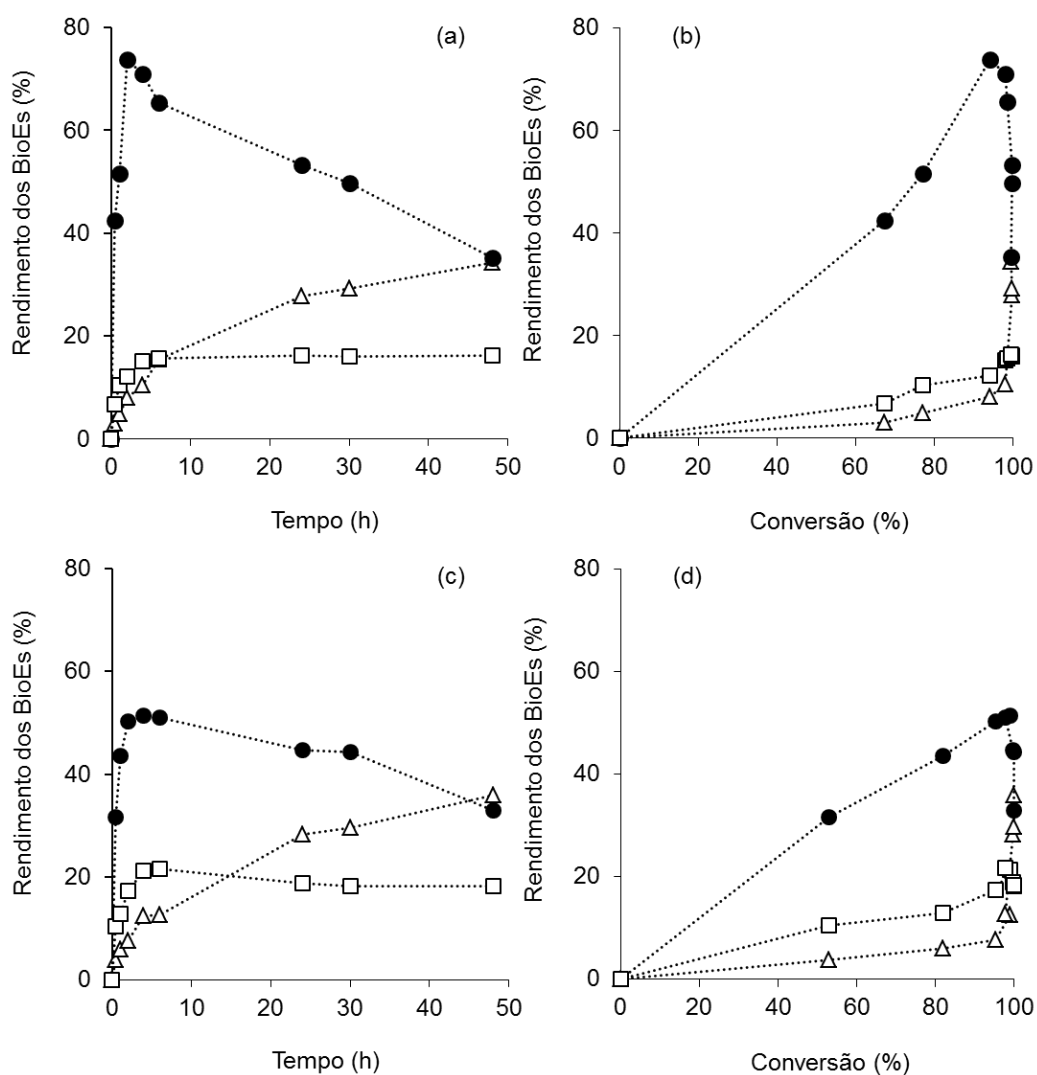 Rendimento dos BioEs (%)
80
60
40
20
0
(a)
0 10 20 30 40 50
Tempo (h)
Rendimento dos BioEs (%)
80
60
40
20
0
(b)
0 20 40 60 80 100
Conversão (%)
Rendimento dos BioEs (%)
80
60
40
20
0
(c)
0 10 20 30 40 50
Tempo (h)
Rendimento dos BioEs (%)
80
60
40
20
0
(d)
0 20 40 60 80 100
Conversão (%)